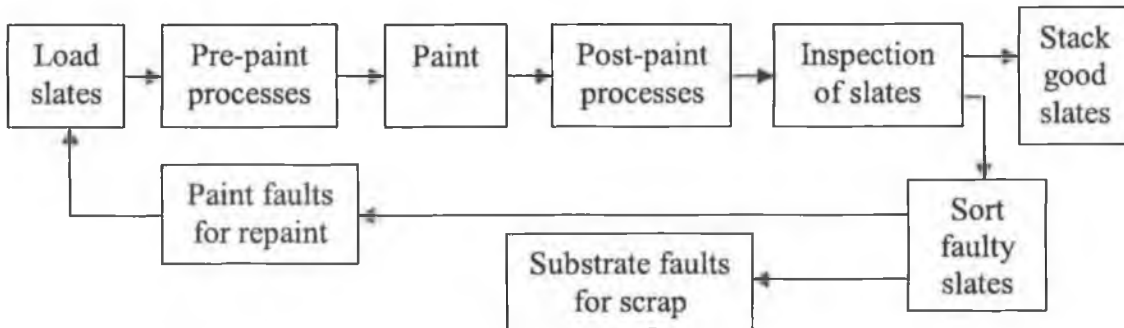 Load
slates
Pre-paint
processes
Paint
Post-paint
processes
Inspection
of slates
Stack
good
slates
Paint faults
for repaint
Substrate faults
for scrap
Sort
faulty
slates